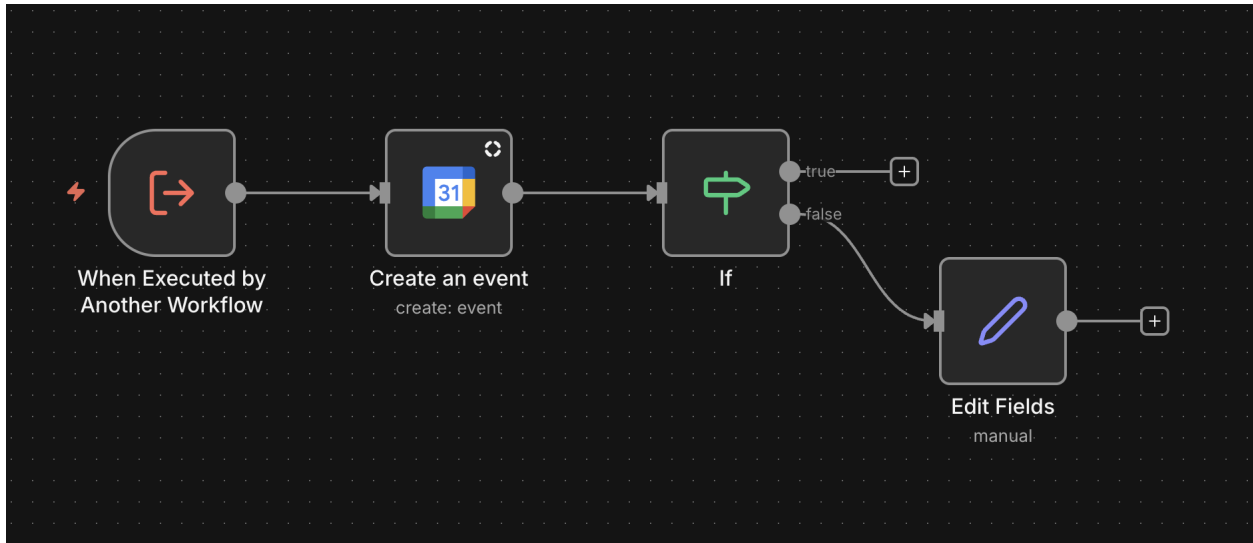 When Executed by
Another Workflow
31
Create an event
create: event
If
true
false
Edit Fields
manual